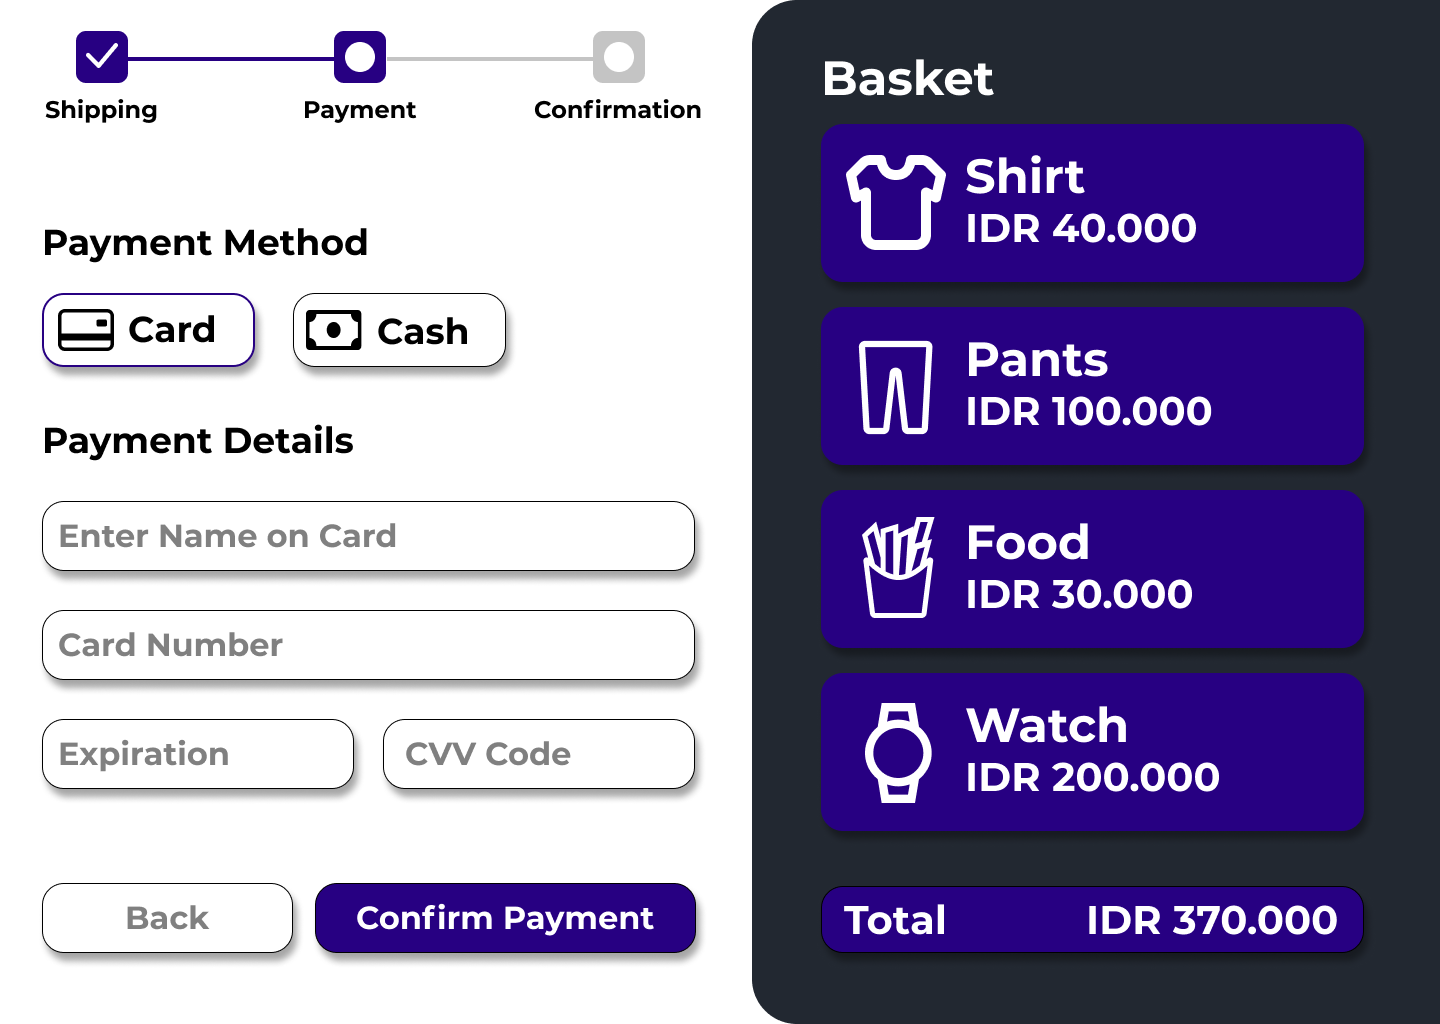 Shipping
Payment
Confirmation
Payment Method
Card
Cash
Payment Details
Enter Name on Card
Card Number
Expiration
CVV Code
Back
Confirm Payment
Basket
Shirt
IDR 40.000
Pants
IDR 100.000
Food
IDR 30.000
Watch
IDR 200.000
Total IDR 370.000